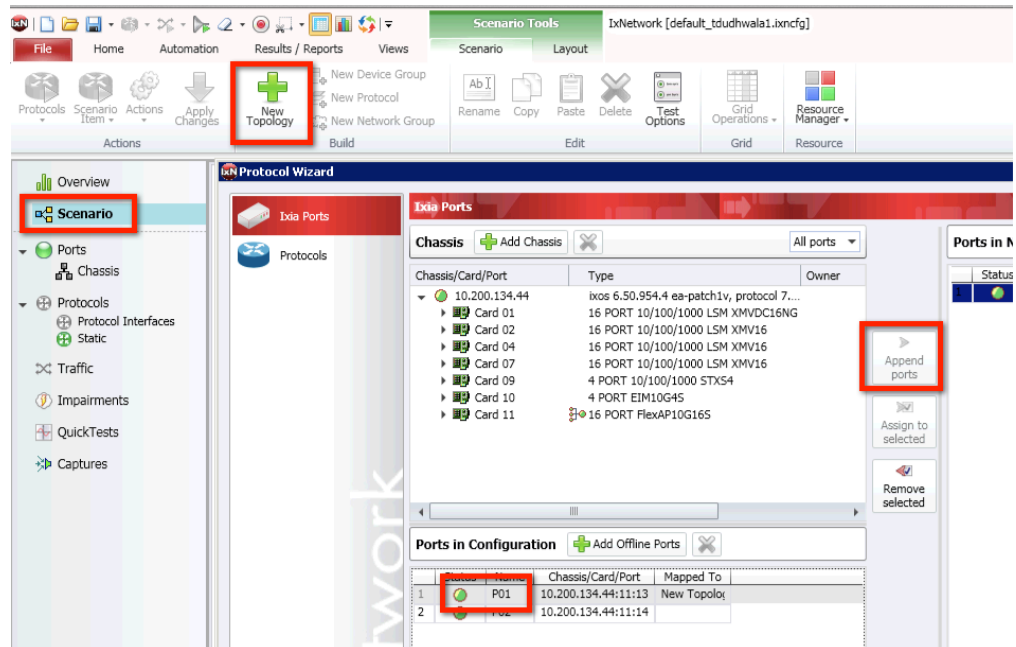 IXN
Scenario Tools
IxNetwork [default_tdudhwala1.ixncfg]
File Home Automation Results / Reports Views Scenario Layout
Protocols
Scenario Item
Actions
Apply Changes
New Topology
New Device Group
New Protocol
New Network Group
Rename
Copy
Paste
Delete
Test Options
Grid Operations
Resource Manager
Actions Build Edit Grid Resource
Overview
Scenario
Ports
Chassis
Protocols
Protocol Interfaces
Static
Traffic
Impairments
QuickTests
Captures
IXN Protocol Wizard
Ixia Ports
Protocols
Ixia Ports
Chassis Add Chassis All ports
Chassis/Card/Port Type Owner
10.200.134.44 ixos 6.50.954.4 ea-patch1v, protocol 7....
Card 01 16 PORT 10/100/1000 LSM XMVDC16NG
Card 02 16 PORT 10/100/1000 LSM XMV16
Card 04 16 PORT 10/100/1000 LSM XMV16
Card 07 16 PORT 10/100/1000 LSM XMV16
Card 09 4 PORT 10/100/1000 STXS4
Card 10 4 PORT EIM10G4S
Card 11 16 PORT FlexAP10G16S
Append ports
Assign to selected
Remove selected
Ports in N
Status
1
Ports in Configuration Add Offline Ports
Status Name Chassis/Card/Port Mapped To
1 P01 10.200.134.44:11:13 New Topolog
2 P02 10.200.134.44:11:14
twork